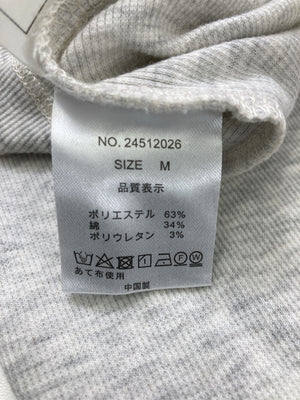 NO. 24512026
SIZE M
品質表示
ポリエステル 63%
綿 34%
ポリウレタン 3%
あて布使用
中国製